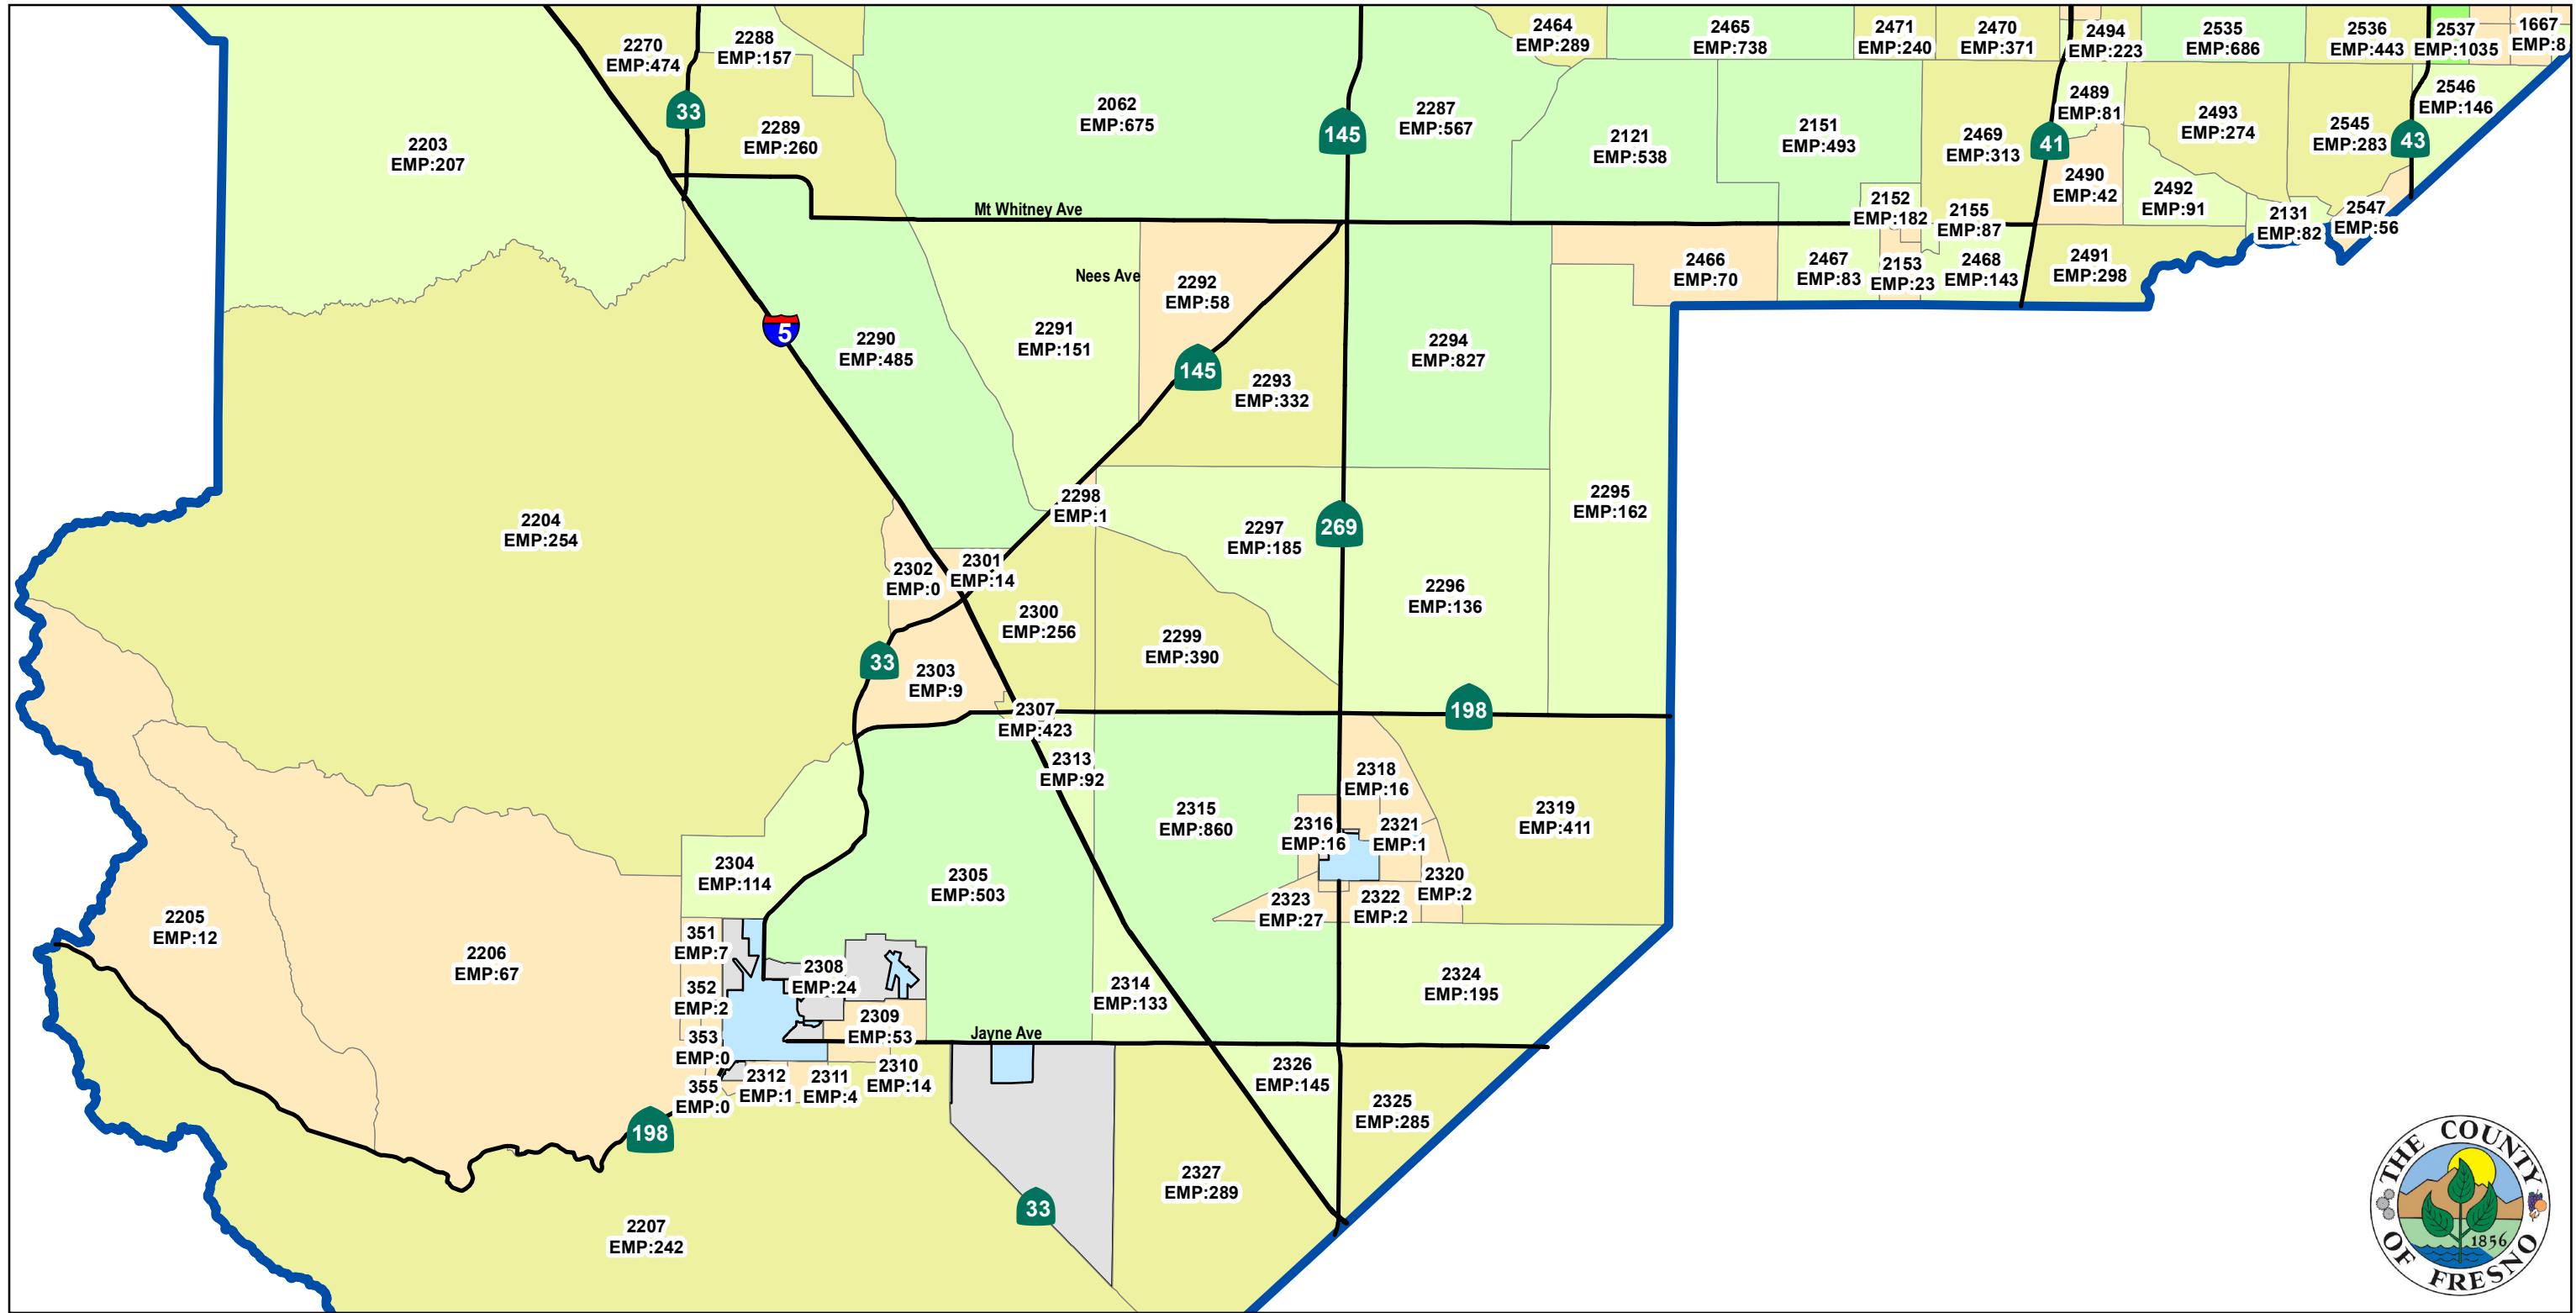 2270
EMP:474
2288
EMP:157
2464
EMP:289
2465
EMP:738
2471
EMP:240
2470
EMP:371
2494
EMP:223
2535
EMP:686
2536
EMP:443
2537
EMP:1035
1667
EMP:8
33
2289
EMP:260
2203
EMP:207
2062
EMP:675
145
2287
EMP:567
2121
EMP:538
2151
EMP:493
2469
EMP:313
41
2489
EMP:81
2493
EMP:274
2545
EMP:283
43
2546
EMP:146
2490
EMP:42
2492
EMP:91
2152
EMP:182
2155
EMP:87
2131
EMP:82
2547
EMP:56
Mt Whitney Ave
Nees Ave
2292
EMP:58
2466
EMP:70
2467
EMP:83
2153
EMP:23
2468
EMP:143
2491
EMP:298
5
2290
EMP:485
2291
EMP:151
145
2293
EMP:332
2294
EMP:827
2204
EMP:254
2298
EMP:1
2297
EMP:185
269
2295
EMP:162
2302
EMP:0
2301
EMP:14
2300
EMP:256
2299
EMP:390
2296
EMP:136
33
2303
EMP:9
2307
EMP:423
198
2313
EMP:92
2315
EMP:860
2318
EMP:16
2316
EMP:16
2321
EMP:1
2319
EMP:411
2304
EMP:114
2305
EMP:503
2320
EMP:2
2323
EMP:27
2322
EMP:2
2205
EMP:12
2206
EMP:67
351
EMP:7
2308
EMP:24
352
EMP:2
2309
EMP:53
2314
EMP:133
2324
EMP:195
353
EMP:0
Jayne Ave
355
EMP:0
2312
EMP:1
2311
EMP:4
2310
EMP:14
2326
EMP:145
2325
EMP:285
198
33
2327
EMP:289
2207
EMP:242
THE COUNTY
1856
OF FRESNO